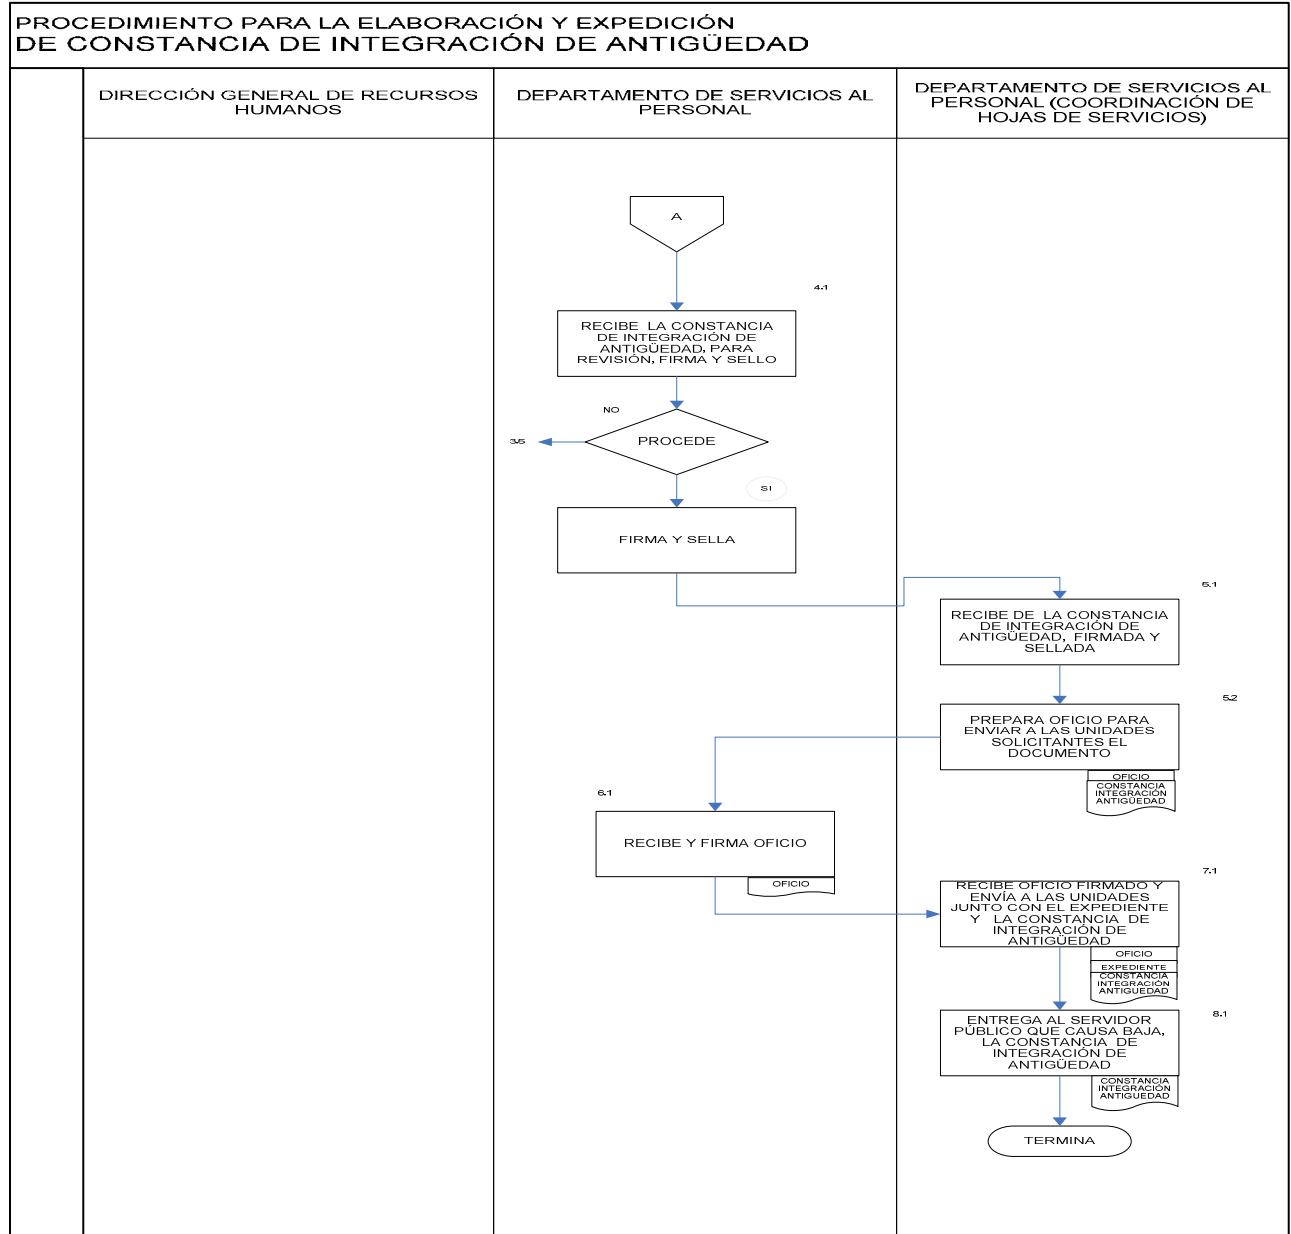 PROCEDIMIENTO PARA LA ELABORACIÓN Y EXPEDICIÓN
DE CONSTANCIA DE INTEGRACIÓN DE ANTIGÜEDAD
DIRECCIÓN GENERAL DE RECURSOS
HUMANOS
DEPARTAMENTO DE SERVICIOS AL
PERSONAL
DEPARTAMENTO DE SERVICIOS AL
PERSONAL (COORDINACIÓN DE
HOJAS DE SERVICIOS)
A
4.1
RECIBE LA CONSTANCIA
DE INTEGRACIÓN DE
ANTIGÜEDAD, PARA
REVISIÓN, FIRMA Y SELLO
NO
3.5
PROCEDE
SI
FIRMA Y SELLA
5.1
RECIBE DE LA CONSTANCIA
DE INTEGRACIÓN DE
ANTIGÜEDAD, FIRMADA Y
SELLADA
5.2
PREPARA OFICIO PARA
ENVIAR A LAS UNIDADES
SOLICITANTES EL
DOCUMENTO
OFICIO
CONSTANCIA
INTEGRACIÓN
ANTIGÜEDAD
6.1
RECIBE Y FIRMA OFICIO
OFICIO
7.1
RECIBE OFICIO FIRMADO Y
ENVÍA A LAS UNIDADES
JUNTO CON EL EXPEDIENTE
Y LA CONSTANCIA DE
INTEGRACIÓN DE
ANTIGÜEDAD
OFICIO
EXPEDIENTE
CONSTANCIA
INTEGRACIÓN
ANTIGUEDAD
8.1
ENTREGA AL SERVIDOR
PÚBLICO QUE CAUSA BAJA,
LA CONSTANCIA DE
INTEGRACIÓN DE
ANTIGÜEDAD
CONSTANCIA
INTEGRACIÓN
ANTIGUEDAD
TERMINA